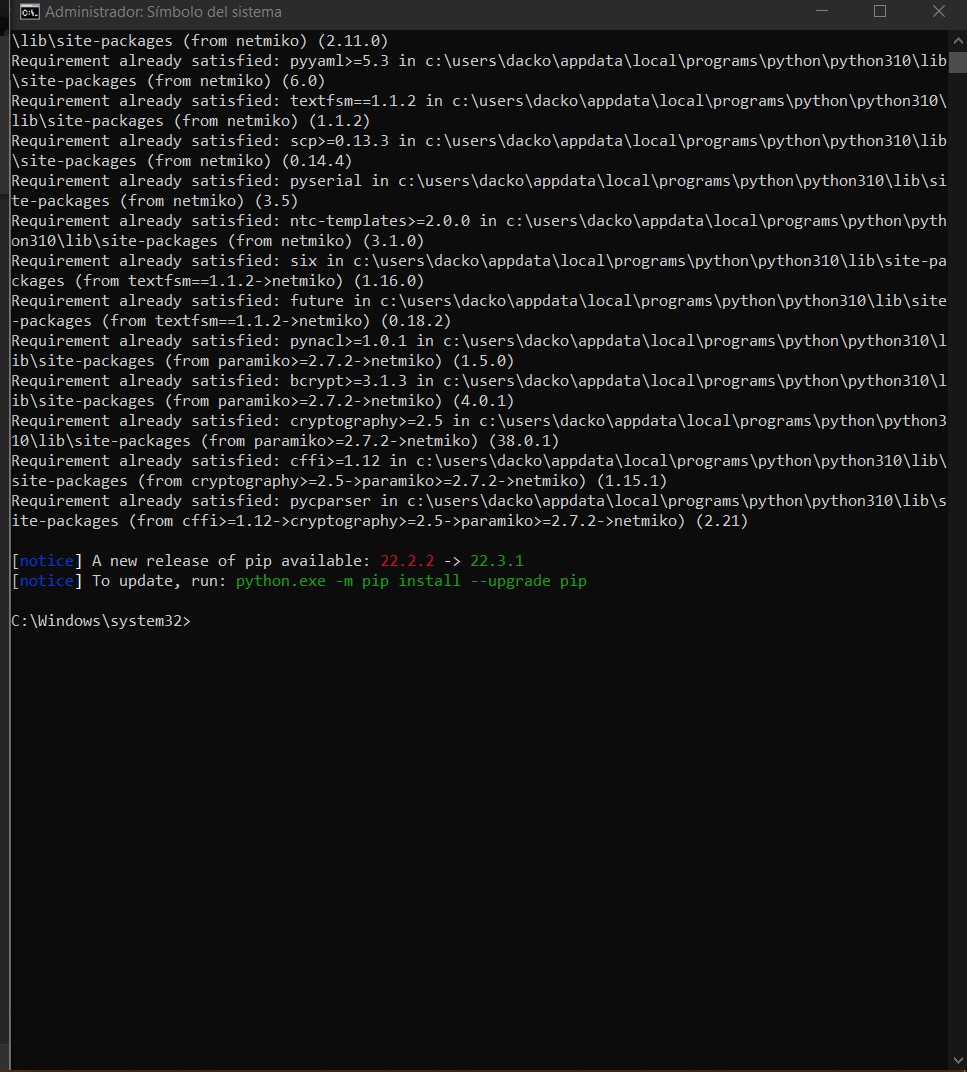 Administrador: Símbolo del sistema
\lib\site-packages (from netmiko) (2.11.0)
Requirement already satisfied: pyyaml>=5.3 in c:\users\dacko\appdata\local\programs\python\python310\lib
\site-packages (from netmiko) (6.0)
Requirement already satisfied: textfsm==1.1.2 in c:\users\dacko\appdata\local\programs\python\python310\
lib\site-packages (from netmiko) (1.1.2)
Requirement already satisfied: scp>=0.13.3 in c:\users\dacko\appdata\local\programs\python\python310\lib
\site-packages (from netmiko) (0.14.4)
Requirement already satisfied: pyserial in c:\users\dacko\appdata\local\programs\python\python310\lib\si
te-packages (from netmiko) (3.5)
Requirement already satisfied: ntc-templates>=2.0.0 in c:\users\dacko\appdata\local\programs\python\pyth
on310\lib\site-packages (from netmiko) (3.1.0)
Requirement already satisfied: six in c:\users\dacko\appdata\local\programs\python\python310\lib\site-pa
ckages (from textfsm==1.1.2->netmiko) (1.16.0)
Requirement already satisfied: future in c:\users\dacko\appdata\local\programs\python\python310\lib\site
-packages (from textfsm==1.1.2->netmiko) (0.18.2)
Requirement already satisfied: pynacl>=1.0.1 in c:\users\dacko\appdata\local\programs\python\python310\l
ib\site-packages (from paramiko>=2.7.2->netmiko) (1.5.0)
Requirement already satisfied: bcrypt>=3.1.3 in c:\users\dacko\appdata\local\programs\python\python310\l
ib\site-packages (from paramiko>=2.7.2->netmiko) (4.0.1)
Requirement already satisfied: cryptography>=2.5 in c:\users\dacko\appdata\local\programs\python\python3
10\lib\site-packages (from paramiko>=2.7.2->netmiko) (38.0.1)
Requirement already satisfied: cffi>=1.12 in c:\users\dacko\appdata\local\programs\python\python310\lib\
site-packages (from cryptography>=2.5->paramiko>=2.7.2->netmiko) (1.15.1)
Requirement already satisfied: pycparser in c:\users\dacko\appdata\local\programs\python\python310\lib\s
ite-packages (from cffi>=1.12->cryptography>=2.5->paramiko>=2.7.2->netmiko) (2.21)
[notice] A new release of pip available: 22.2.2 -> 22.3.1
[notice] To update, run: python.exe -m pip install --upgrade pip
C:\Windows\system32>